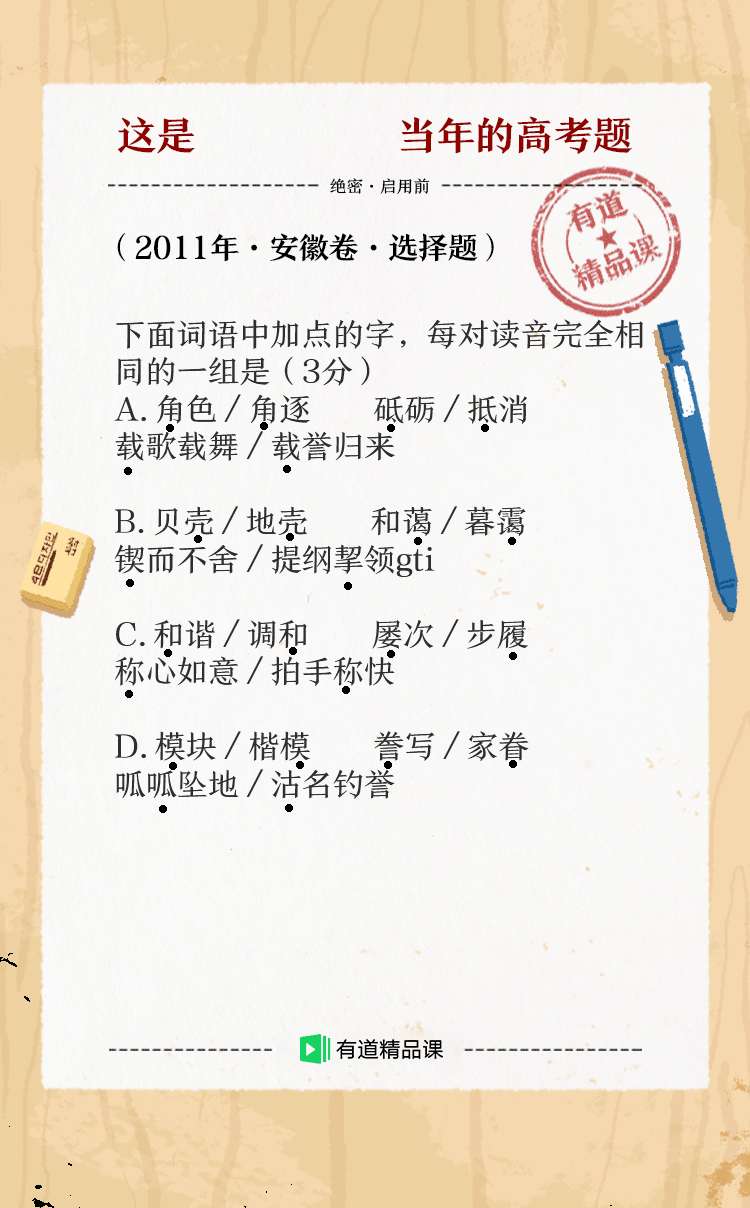 这是 当年的高考题
绝密·启用前
（2011年·安徽卷·选择题）
有道
精品课
下面词语中加点的字，每对读音完全相
同的一组是（3分）
A. 角色／角逐 砥砺／抵消
载歌载舞／载誉归来
B. 贝壳／地壳 和蔼／暮霭
锲而不舍／提纲挈领gti
C. 和谐／调和 屡次／步履
称心如意／拍手称快
D. 模块／楷模 誊写／家眷
呱呱坠地／沽名钓誉
有道精品课